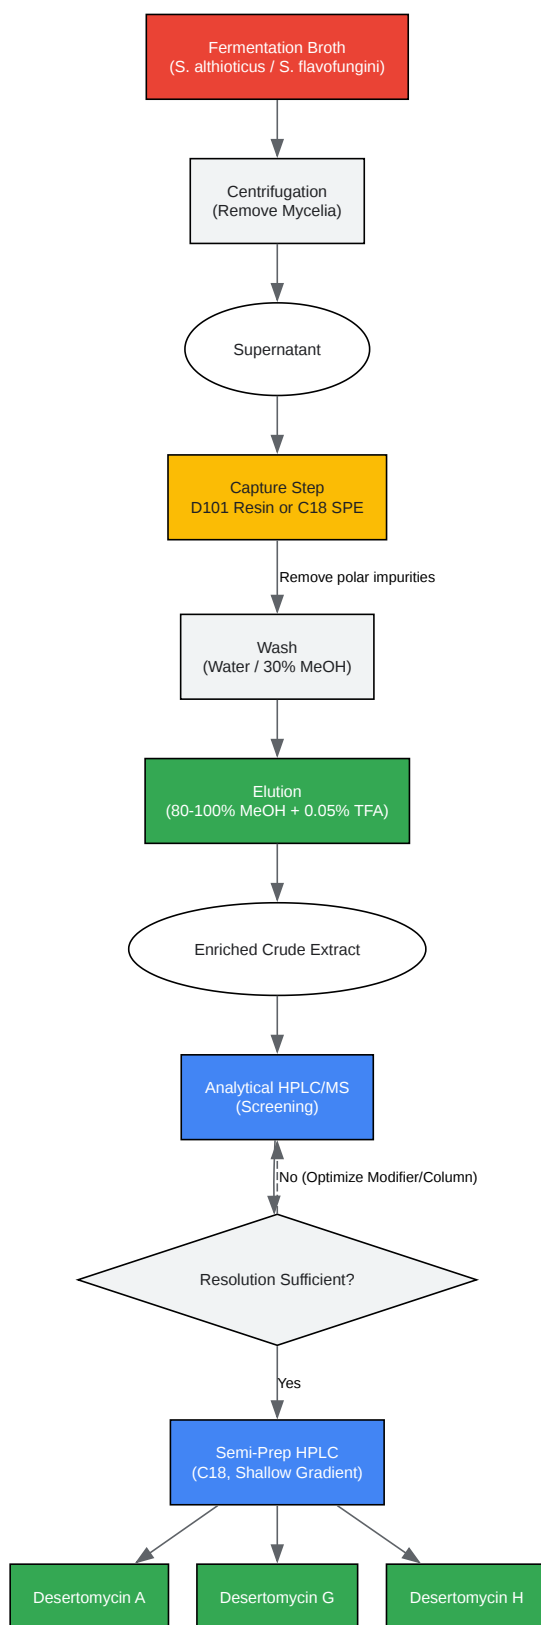 Fermentation Broth
(S. althioticus / S. flavofungini)
Centrifugation
(Remove Mycelia)
Supernatant
Capture Step
D101 Resin or C18 SPE
Remove polar impurities
Wash
(Water / 30% MeOH)
Elution
(80-100% MeOH + 0.05% TFA)
Enriched Crude Extract
Analytical HPLC/MS
(Screening)
No (Optimize Modifier/Column)
Resolution Sufficient?
Yes
Semi-Prep HPLC
(C18, Shallow Gradient)
Desertomycin A
Desertomycin G
Desertomycin H